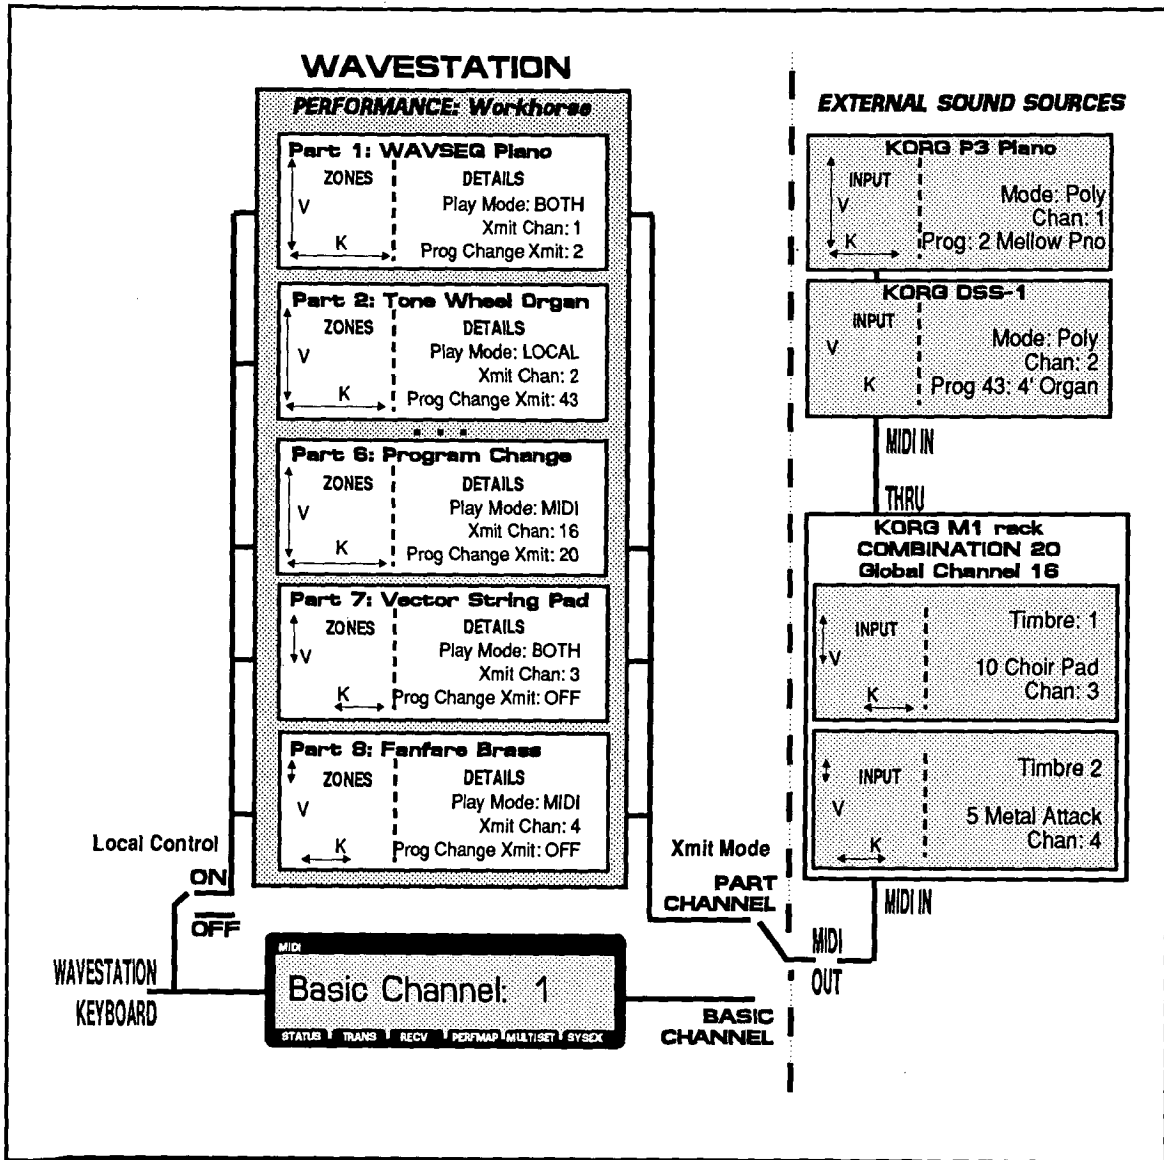 WAVESTATION
PERFORMANCE: Workhorse
Part 1: WAVSEQ Piano
ZONES
DETAILS
V
Play Mode: BOTH
Xmit Chan: 1
K
Prog Change Xmit: 2
Part 2: Tone Wheel Organ
ZONES
DETAILS
V
Play Mode: LOCAL
Xmit Chan: 2
K
Prog Change Xmit: 43
Part 6: Program Change
ZONES
DETAILS
V
Play Mode: MIDI
Xmit Chan: 16
K
Prog Change Xmit: 20
Part 7: Vector String Pad
ZONES
DETAILS
V
Play Mode: BOTH
Xmit Chan: 3
K
Prog Change Xmit: OFF
Part 8: Fanfare Brass
ZONES
DETAILS
V
Play Mode: MIDI
Xmit Chan: 4
K
Prog Change Xmit: OFF
Local Control
ON
OFF
WAVESTATION
KEYBOARD
MIDI
Basic Channel: 1
STATUS TRANS RECV PERFMAP MULTISET SYSEX
Xmit Mode
PART
CHANNEL
BASIC
CHANNEL
MIDI
OUT
EXTERNAL SOUND SOURCES
KORG P3 Piano
INPUT
V
K
Mode: Poly
Chan: 1
Prog: 2 Mellow Pno
KORG DSS-1
INPUT
V
K
Mode: Poly
Chan: 2
Prog 43: 4' Organ
MIDI IN
THRU
KORG M1 rack
COMBINATION 20
Global Channel 16
INPUT
V
K
Timbre: 1
10 Choir Pad
Chan: 3
INPUT
V
K
Timbre 2
5 Metal Attack
Chan: 4
MIDI IN